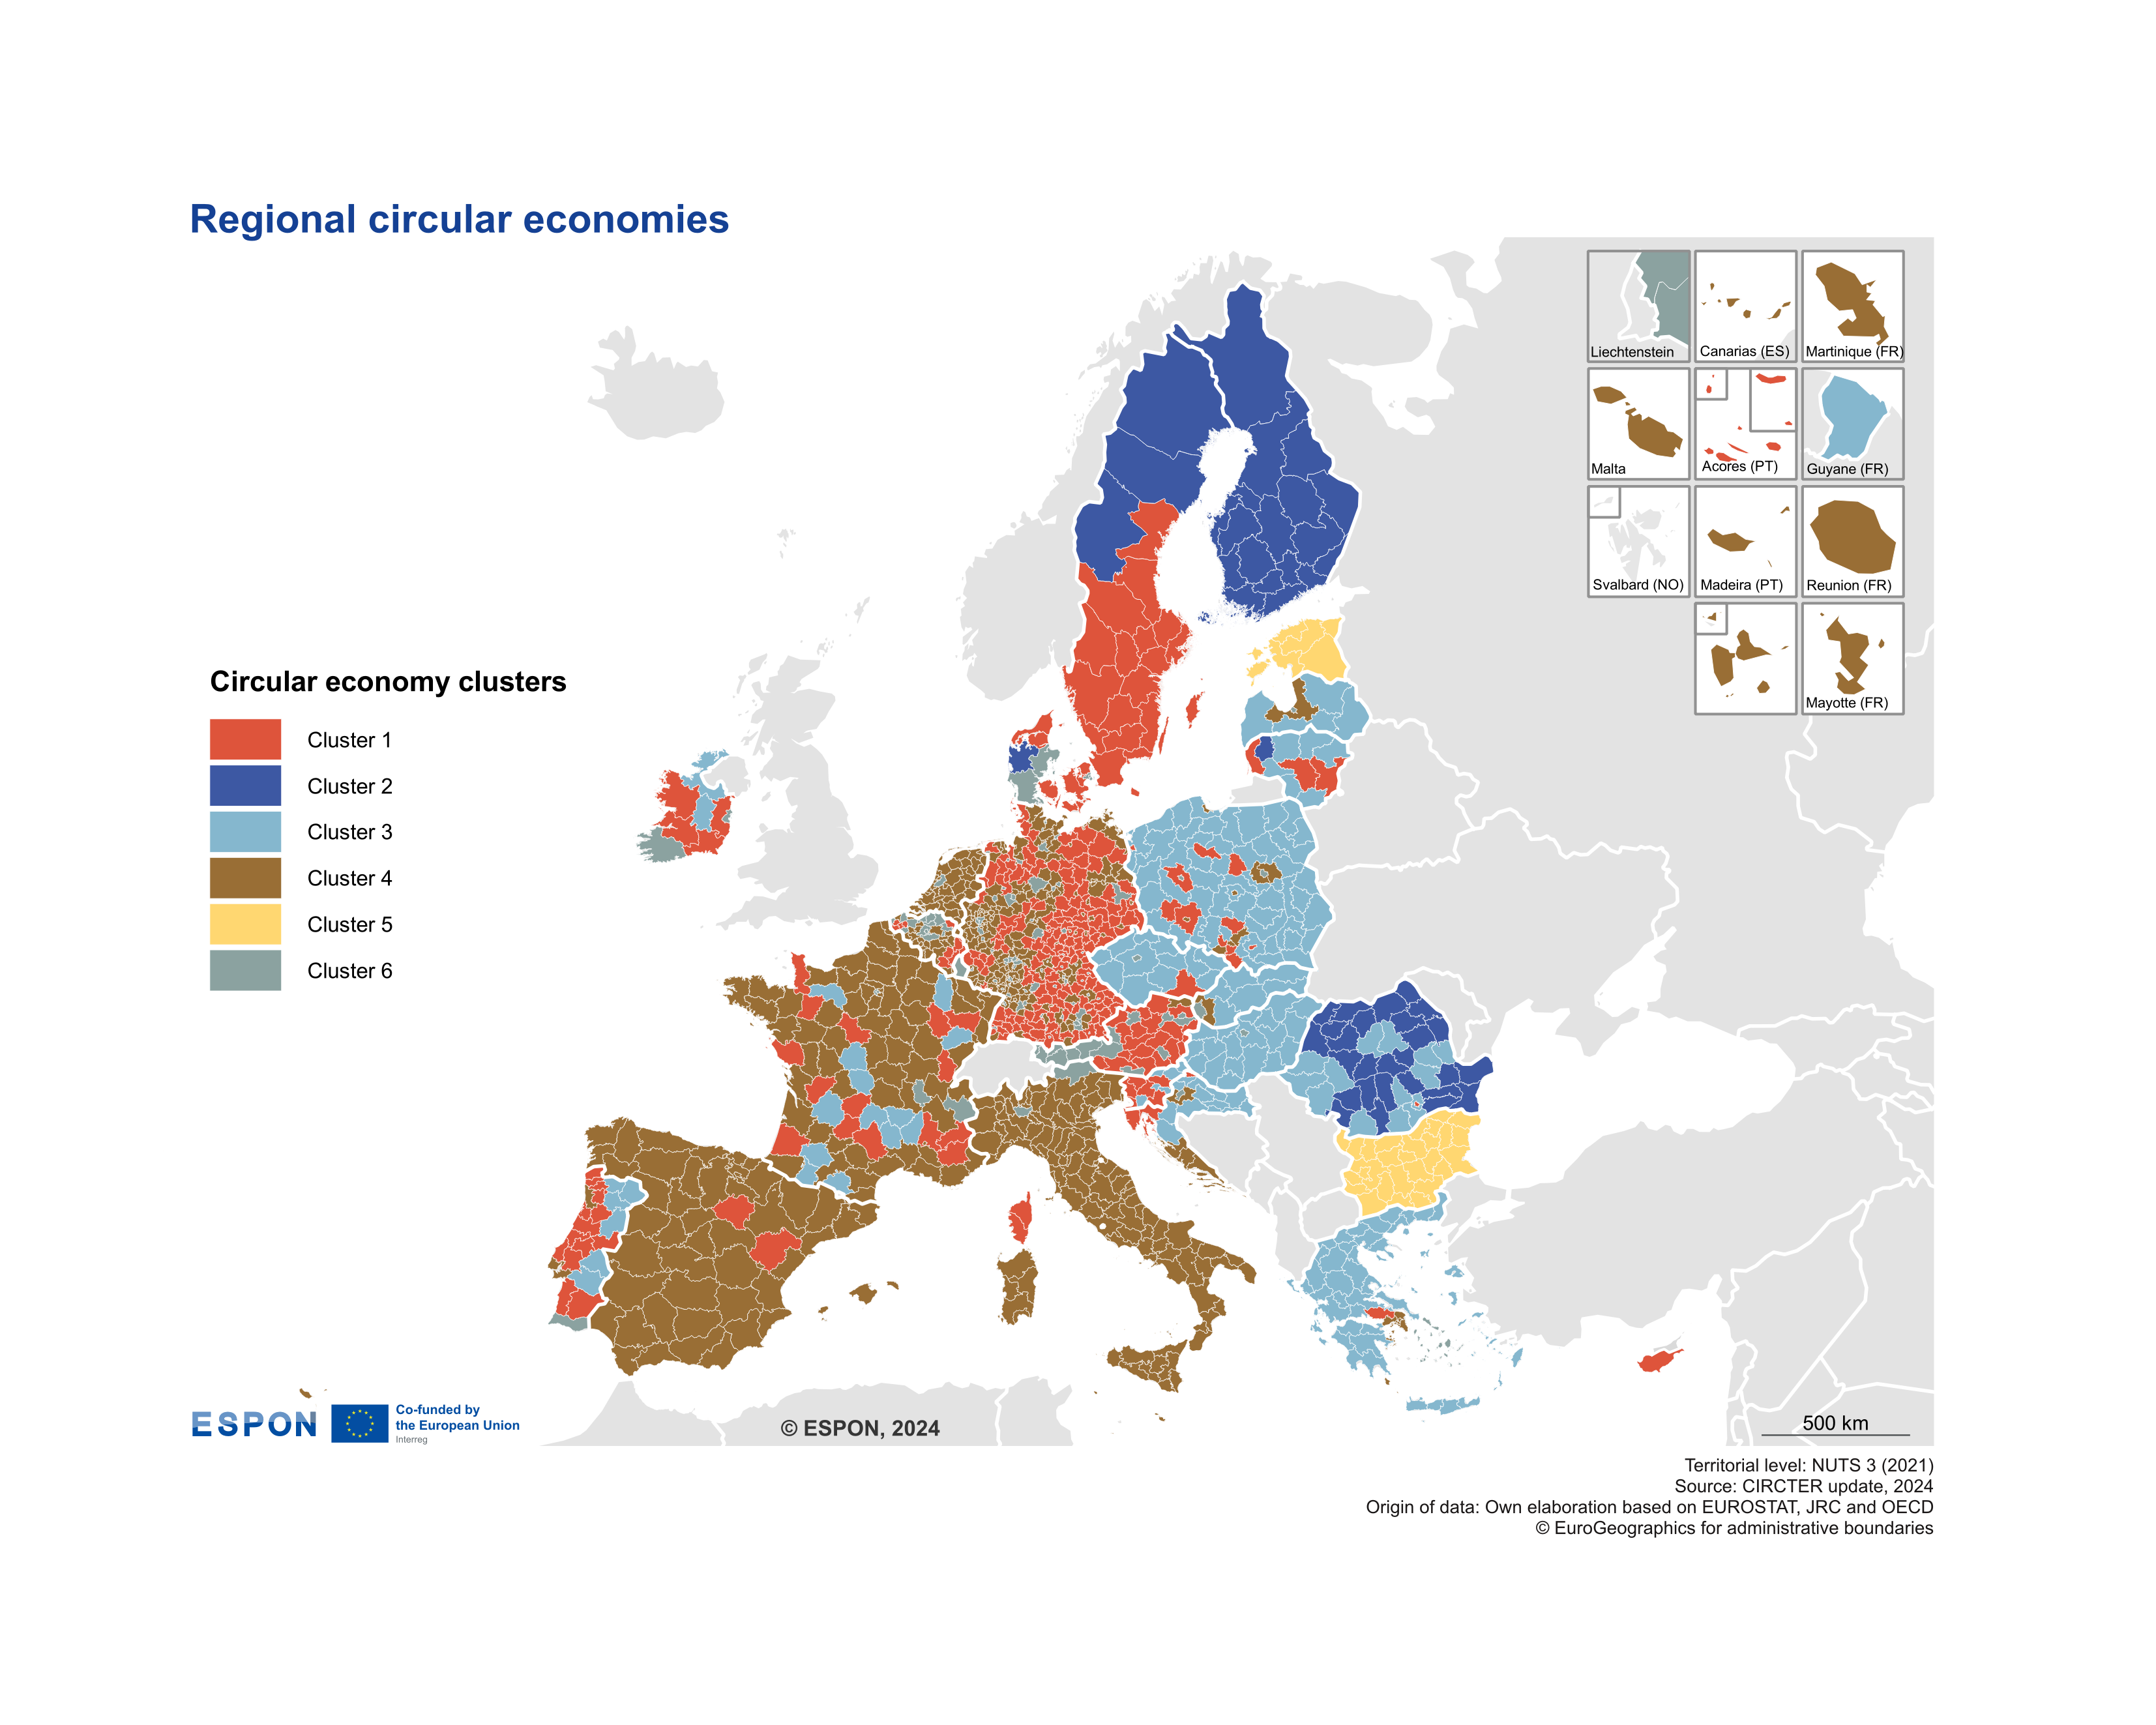 Regional circular economies
Liechtenstein
Canarias (ES)
Martinique (FR)
Malta
Acores (PT)
Guyane (FR)
Svalbard (NO)
Madeira (PT)
Reunion (FR)
Mayotte (FR)
Circular economy clusters
Cluster 1
Cluster 2
Cluster 3
Cluster 4
Cluster 5
Cluster 6
ESPON
Co-funded by
the European Union
Interreg
© ESPON, 2024
500 km
Territorial level: NUTS 3 (2021)
Source: CIRCTER update, 2024
Origin of data: Own elaboration based on EUROSTAT, JRC and OECD
© EuroGeographics for administrative boundaries